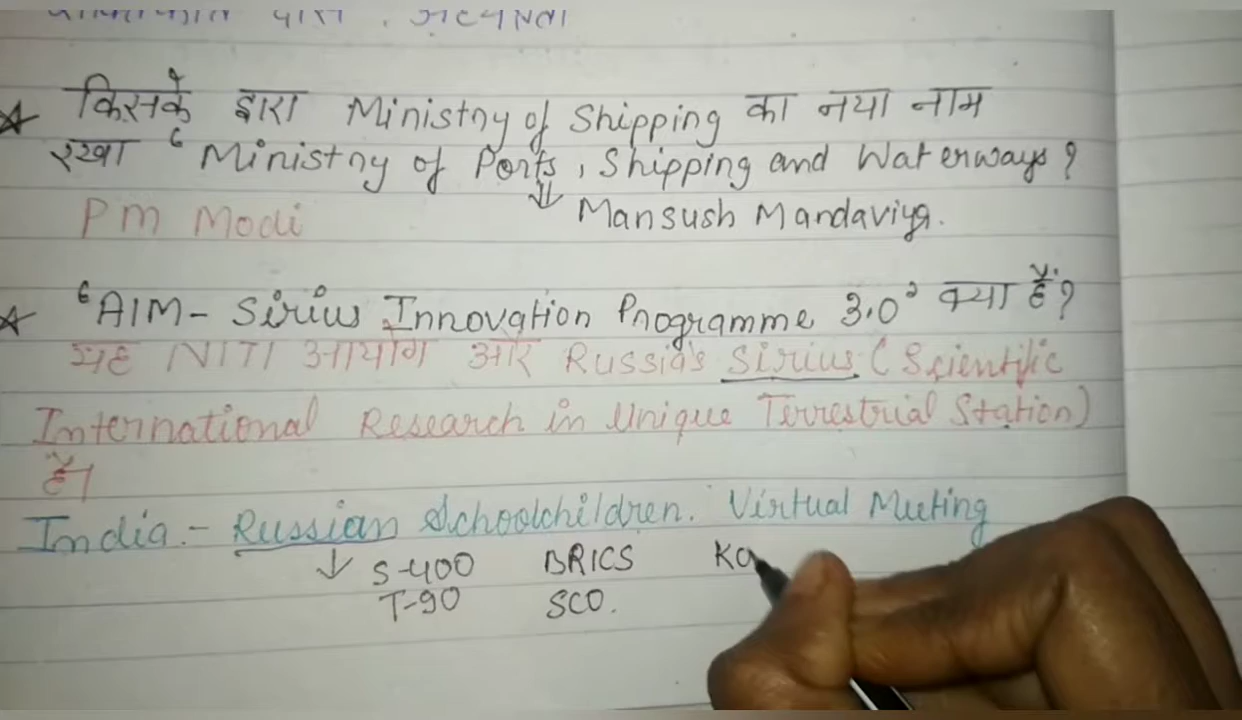 ★ किसके द्वारा Ministry of Shipping का नया नाम
रखा ‘Ministry of Ports, Shipping and Waterways?
PM Modi ⇓ Mansush Mandaviya.
★ ‘AIM- Sirius Innovation Programme 3.0’ क्या है?
यह NITI आयोग और Russia's Sirius (Scientific
International Research in Unique Terrestrial Station)
है।
India.- Russian Schoolchildren. Virtual Meeting
↓ S-400 BRICS
T-90 SCO.